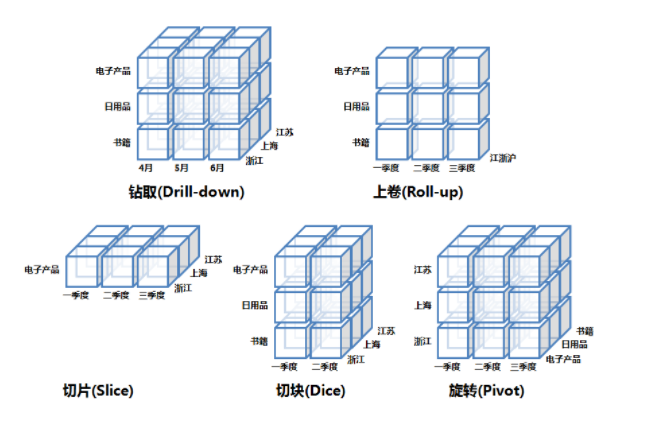 电子产品
日用品
书籍
4月 5月 6月
浙江
上海
江苏
钻取(Drill-down)
电子产品
日用品
书籍
一季度 二季度 三季度
江浙沪
上卷(Roll-up)
电子产品
一季度 二季度 三季度
浙江
上海
江苏
切片(Slice)
电子产品
日用品
书籍
一季度 二季度
浙江
上海
江苏
切块(Dice)
江苏
上海
浙江
一季度 二季度 三季度
电子产品
日用品
书籍
旋转(Pivot)